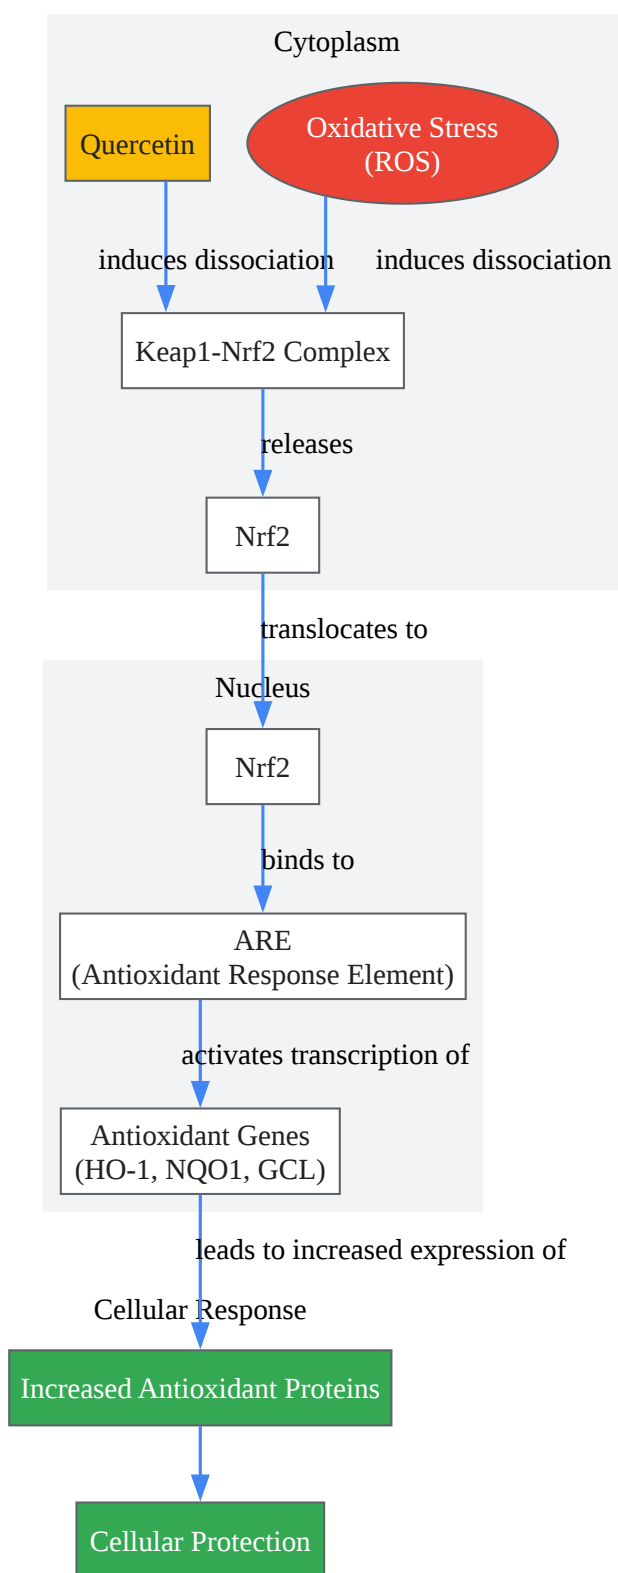 Cytoplasm
Quercetin
Oxidative Stress
(ROS)
induces dissociation
induces dissociation
Keap1-Nrf2 Complex
releases
Nrf2
translocates to
Nucleus
Nrf2
binds to
ARE
(Antioxidant Response Element)
activates transcription of
Antioxidant Genes
(HO-1, NQO1, GCL)
leads to increased expression of
Cellular Response
Increased Antioxidant Proteins
Cellular Protection